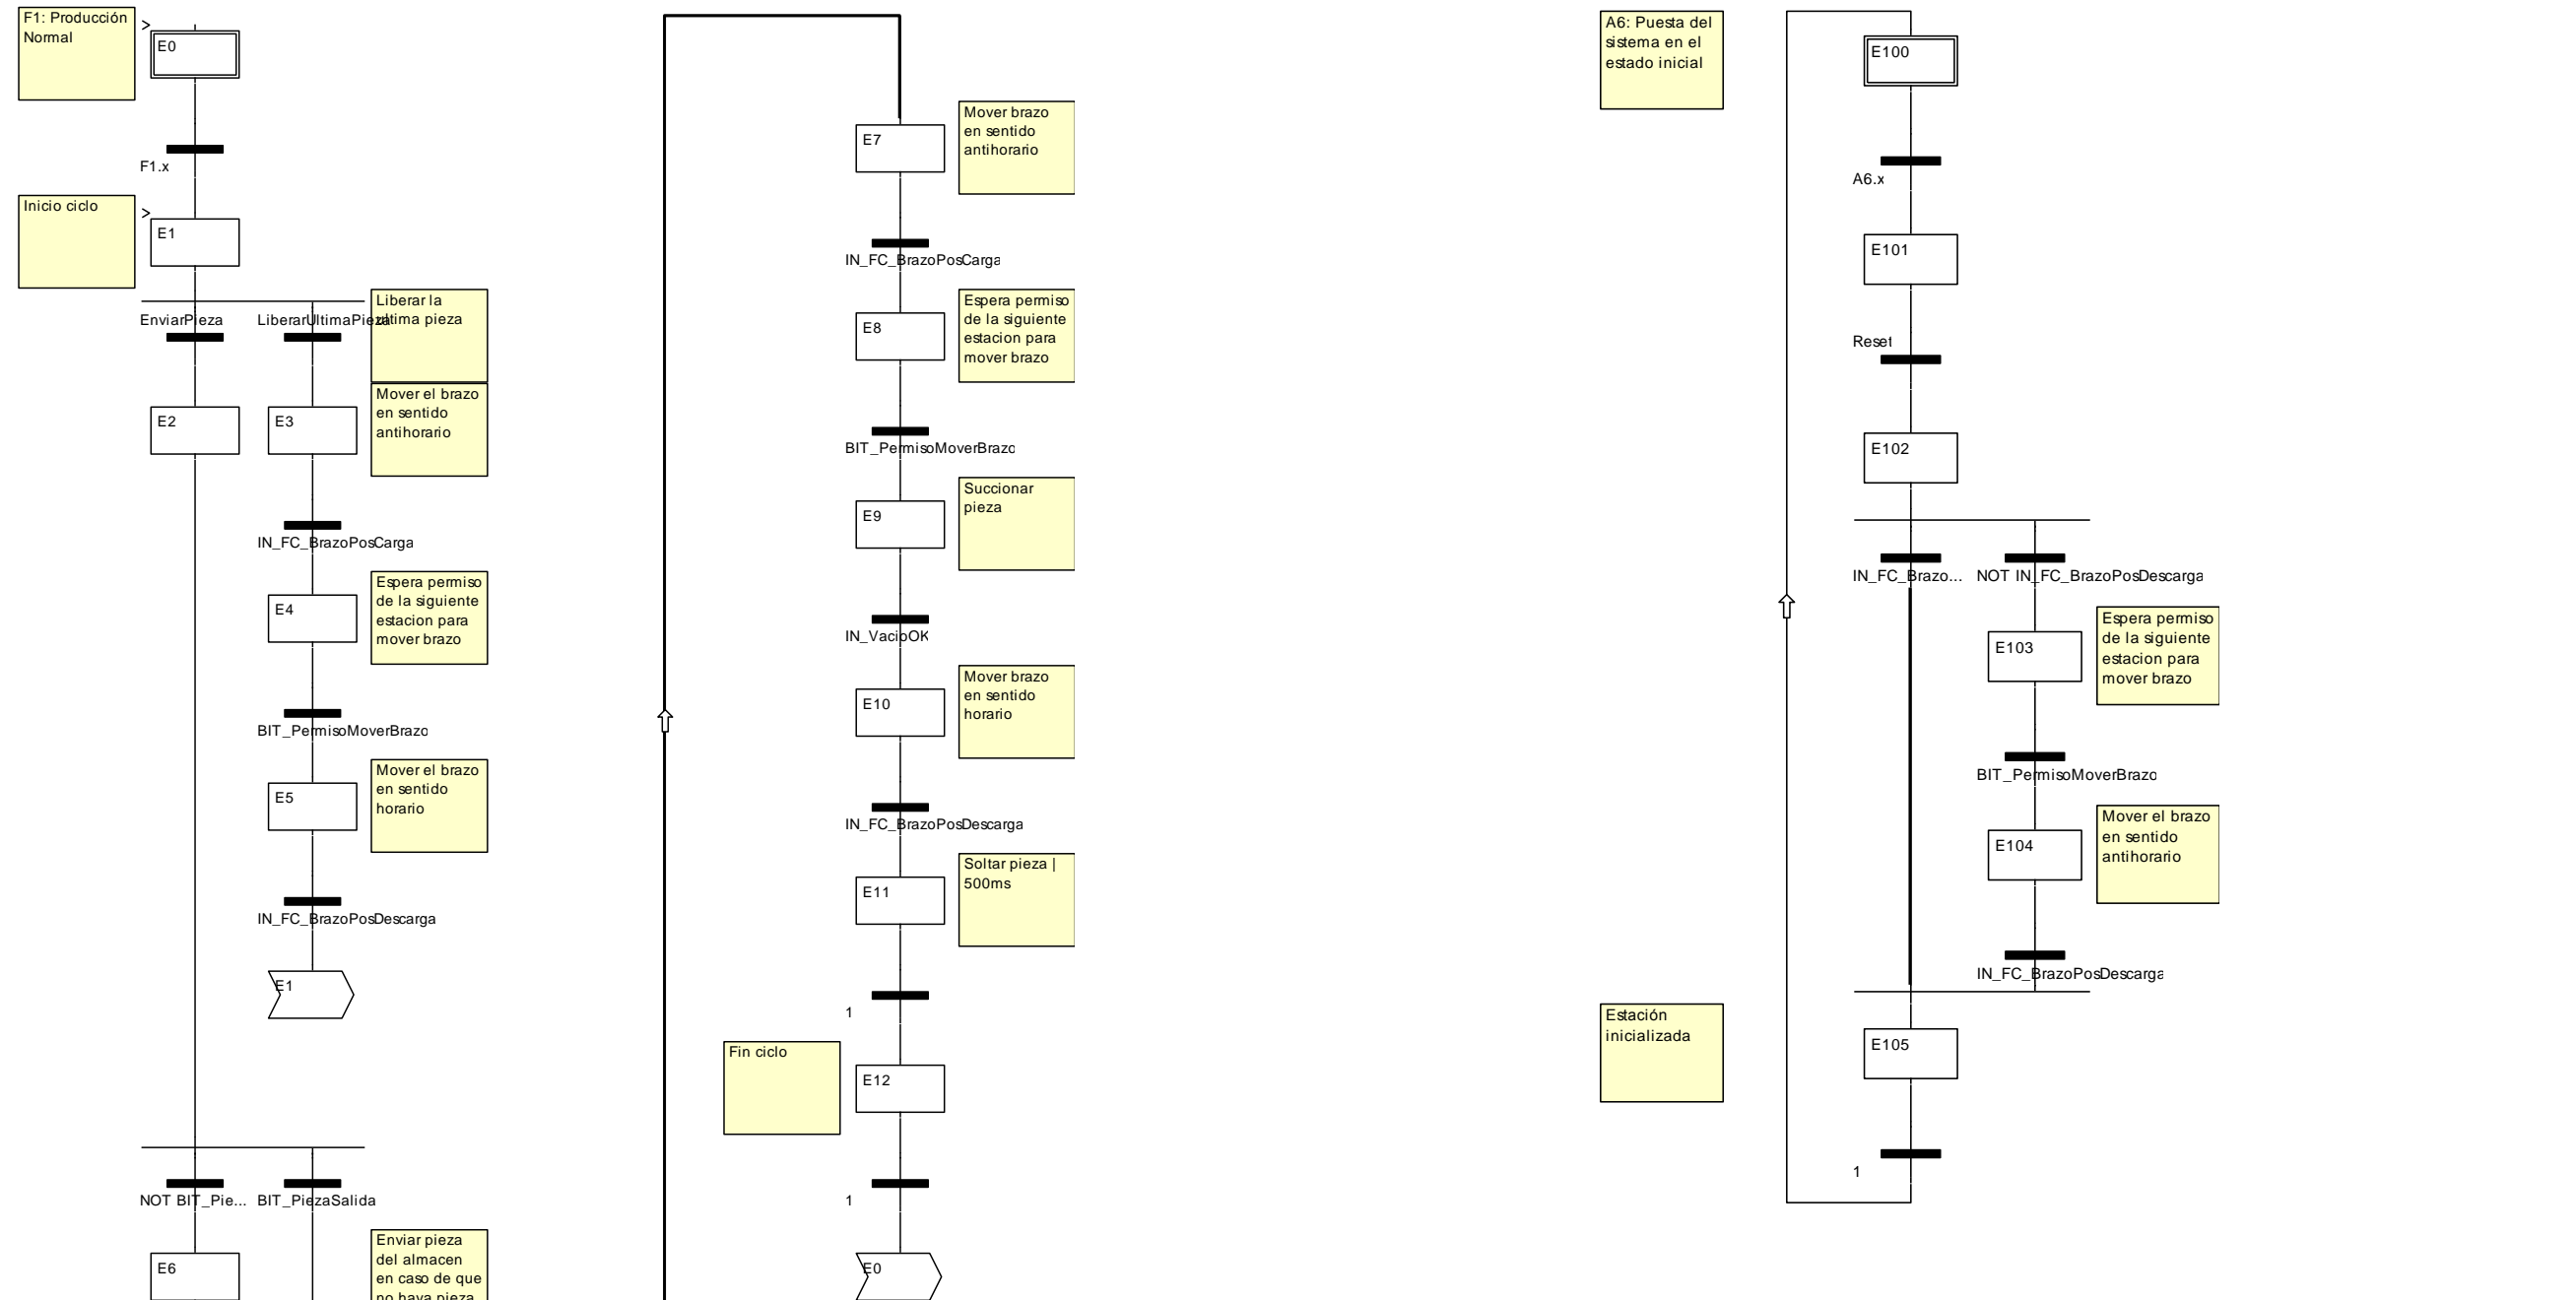 F1: Producción
Normal
E0
F1.x
Inicio ciclo
E1
EnviarPieza
LiberarUltimaPieza
Liberar la
ultima pieza
E2
E3
Mover el brazo
en sentido
antihorario
IN_FC_BrazoPosCarga
E4
Espera permiso
de la siguiente
estacion para
mover brazo
BIT_PermisoMoverBrazo
E5
Mover el brazo
en sentido
horario
IN_FC_BrazoPosDescarga
E1
NOT BIT_Pie...
BIT_PiezaSalida
E6
Enviar pieza
del almacen
en caso de que
no haya pieza
E7
Mover brazo
en sentido
antihorario
IN_FC_BrazoPosCarga
E8
Espera permiso
de la siguiente
estacion para
mover brazo
BIT_PermisoMoverBrazo
E9
Succionar
pieza
IN_VacioOK
E10
Mover brazo
en sentido
horario
IN_FC_BrazoPosDescarga
E11
Soltar pieza |
500ms
1
Fin ciclo
E12
1
E0
A6: Puesta del
sistema en el
estado inicial
E100
A6.x
E101
Reset
E102
IN_FC_Brazo...
NOT IN_FC_BrazoPosDescarga
E103
Espera permiso
de la siguiente
estacion para
mover brazo
BIT_PermisoMoverBrazo
E104
Mover el brazo
en sentido
antihorario
IN_FC_BrazoPosDescarga
Estación
inicializada
E105
1